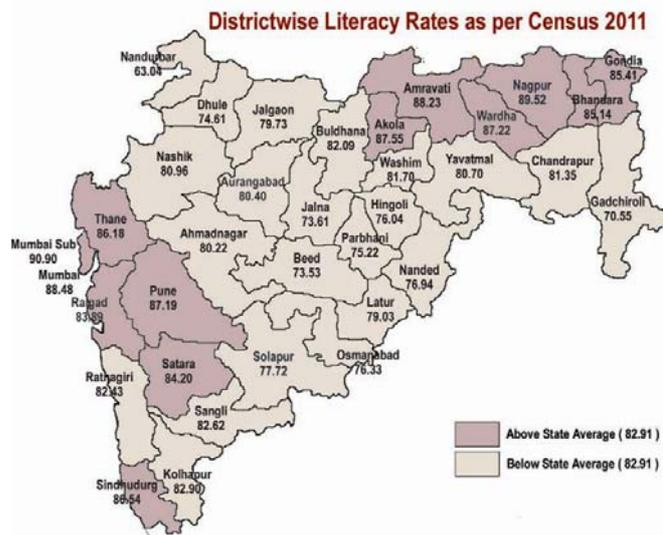 Districtwise Literacy Rates as per Census 2011
Nandurbar
63.04
Dhule
74.61
Jalgaon
79.73
Buldhana
82.09
Akola
87.55
Amravati
88.23
Nagpur
89.52
Wardha
87.22
Bhandara
85.14
Gondia
85.41
Nashik
80.96
Aurangabad
80.40
Jalna
73.61
Washim
81.70
Hingoli
76.04
Yavatmal
80.70
Chandrapur
81.35
Gadchiroli
70.55
Thane
86.18
Mumbai Sub
90.90
Mumbai
88.48
Raigad
83.89
Ahmadnagar
80.22
Pune
87.19
Beed
73.53
Parbhani
75.22
Nanded
76.94
Latur
79.03
Osmanabad
76.33
Solapur
77.72
Satara
84.20
Ratnagiri
82.43
Sangli
82.62
Kolhapur
82.90
Sindhudurg
86.54
Above State Average ( 82.91 )
Below State Average ( 82.91 )